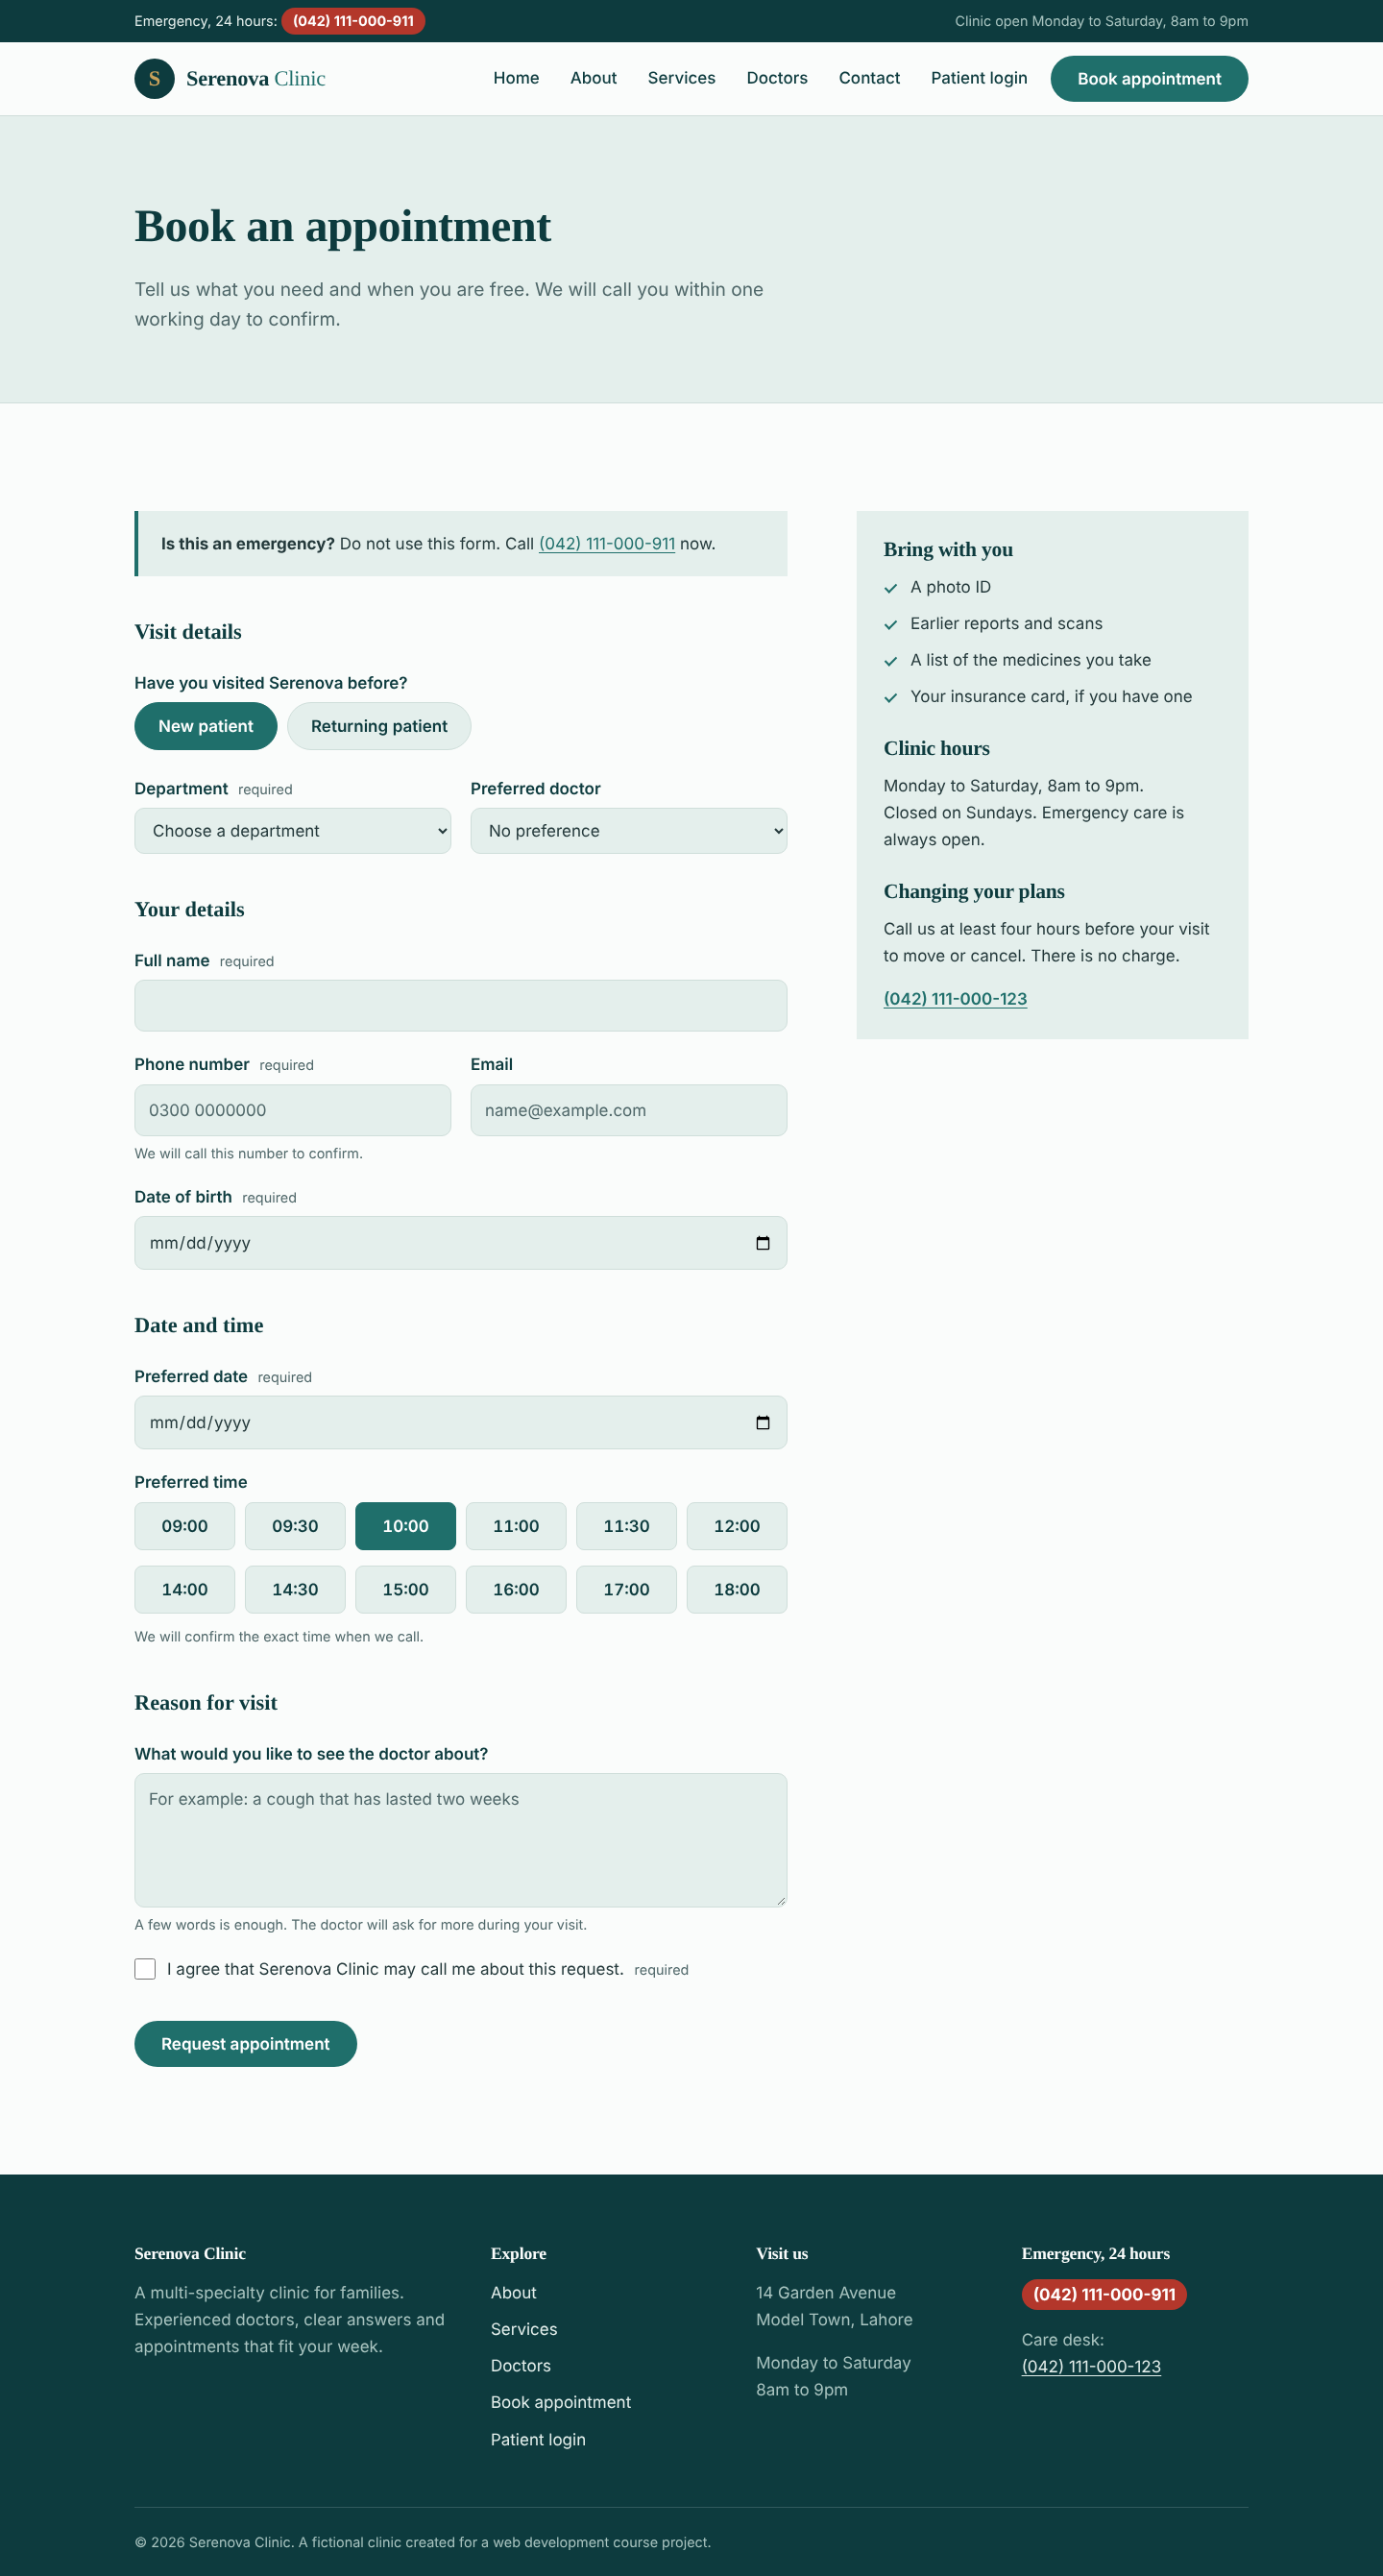 Emergency, 24 hours: (042) 111-000-911
Clinic open Monday to Saturday, 8am to 9pm
S Serenova Clinic
Home About Services Doctors Contact Patient login Book appointment
Book an appointment
Tell us what you need and when you are free. We will call you within one
working day to confirm.
Is this an emergency? Do not use this form. Call (042) 111-000-911 now.
Visit details
Have you visited Serenova before?
New patient Returning patient
Department required Preferred doctor
Choose a department No preference
Your details
Full name required
Phone number required Email
0300 0000000 name@example.com
We will call this number to confirm.
Date of birth required
mm/dd/yyyy
Date and time
Preferred date required
mm/dd/yyyy
Preferred time
09:00 09:30 10:00 11:00 11:30 12:00
14:00 14:30 15:00 16:00 17:00 18:00
We will confirm the exact time when we call.
Reason for visit
What would you like to see the doctor about?
For example: a cough that has lasted two weeks
A few words is enough. The doctor will ask for more during your visit.
I agree that Serenova Clinic may call me about this request. required
Request appointment
Bring with you
A photo ID
Earlier reports and scans
A list of the medicines you take
Your insurance card, if you have one
Clinic hours
Monday to Saturday, 8am to 9pm.
Closed on Sundays. Emergency care is
always open.
Changing your plans
Call us at least four hours before your visit
to move or cancel. There is no charge.
(042) 111-000-123
Serenova Clinic
A multi-specialty clinic for families.
Experienced doctors, clear answers and
appointments that fit your week.
Explore
About
Services
Doctors
Book appointment
Patient login
Visit us
14 Garden Avenue
Model Town, Lahore
Monday to Saturday
8am to 9pm
Emergency, 24 hours
(042) 111-000-911
Care desk:
(042) 111-000-123
© 2026 Serenova Clinic. A fictional clinic created for a web development course project.